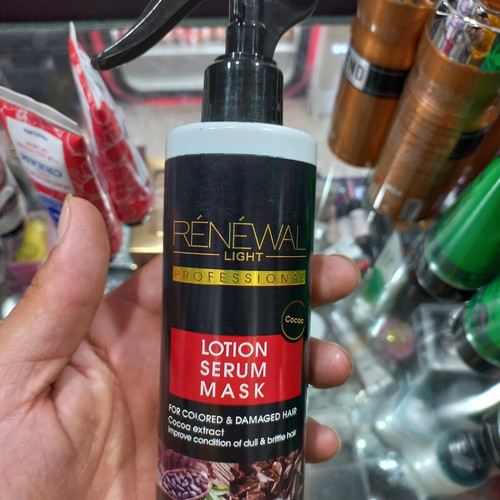 RÉNÉWAL
LIGHT
PROFESSIONAL
Cocoa
LOTION
SERUM
MASK
FOR COLORED & DAMAGED HAIR
Cocoa extract
improve condition of dull & brittle hair
ND